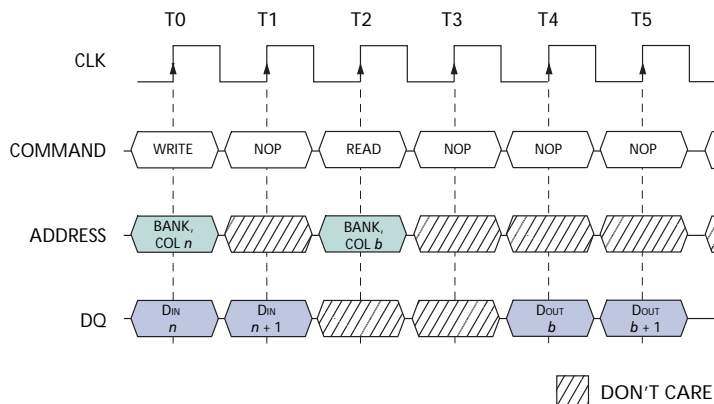 T0 T1 T2 T3 T4 T5
CLK
COMMAND WRITE NOP READ NOP NOP NOP
ADDRESS BANK, COL n BANK, COL b
DQ DIN n DIN n + 1 DOUT b DOUT b + 1
DON'T CARE